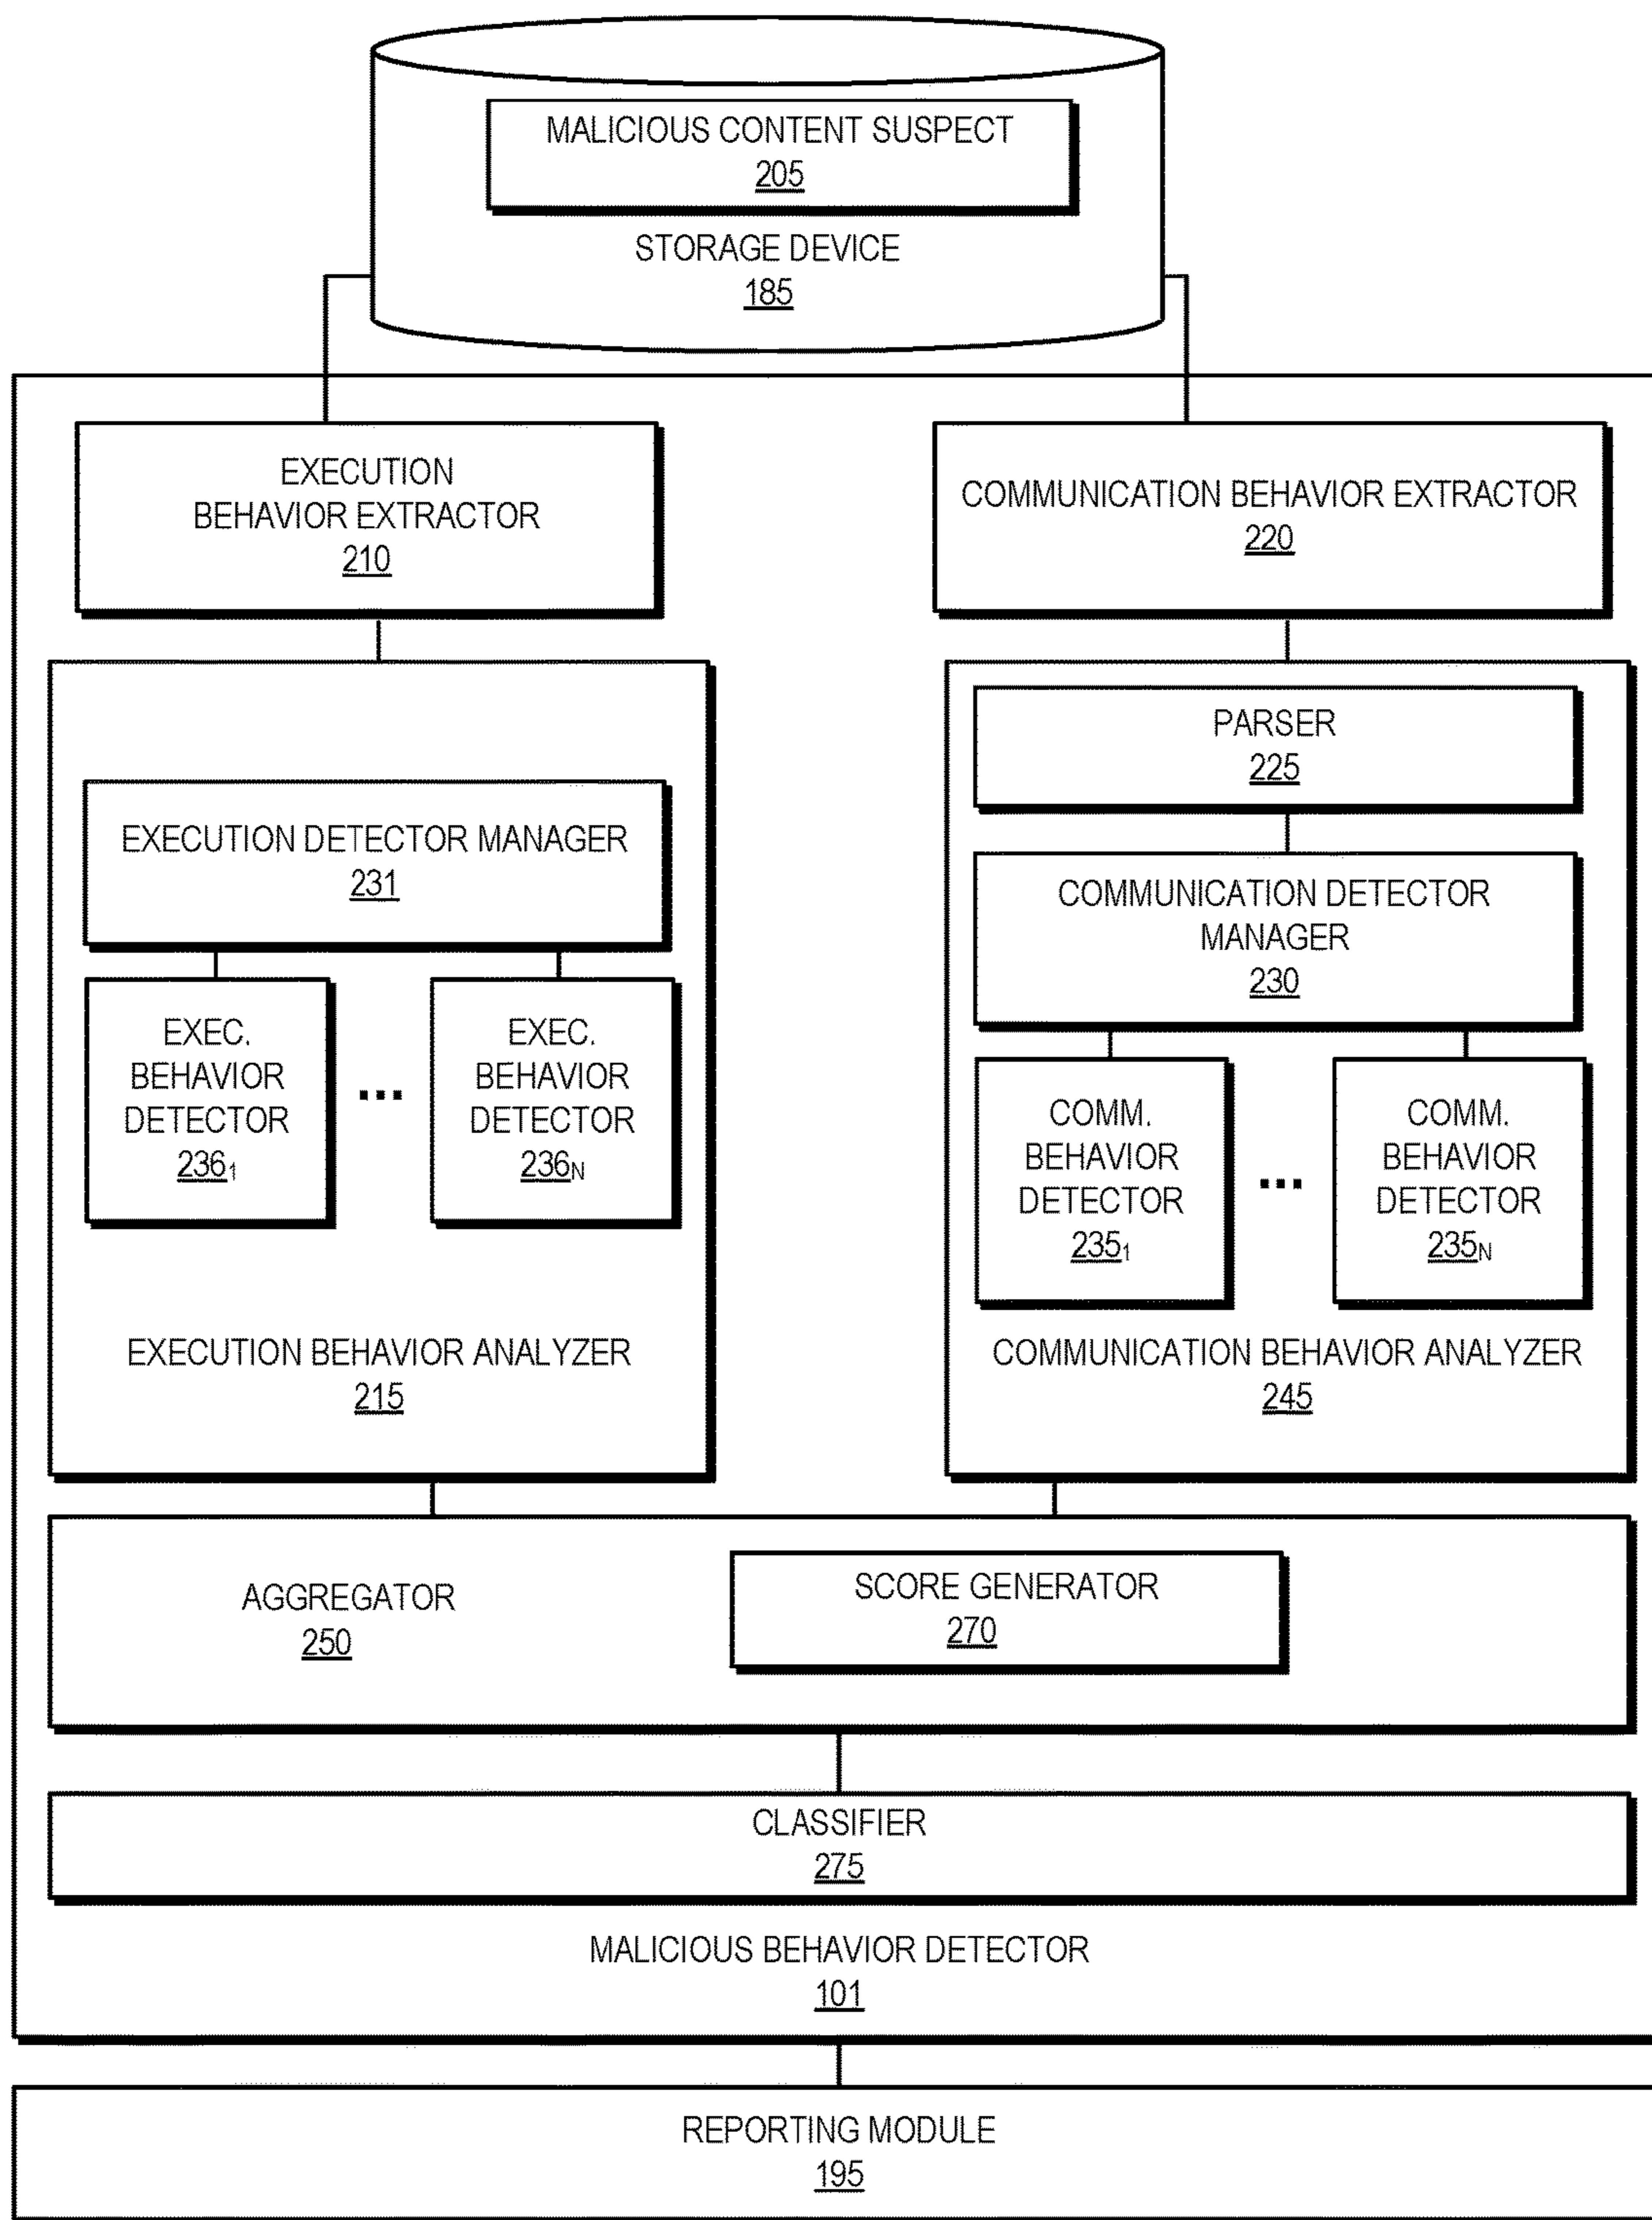 MALICIOUS CONTENT SUSPECT
205
STORAGE DEVICE
185
EXECUTION
BEHAVIOR EXTRACTOR
210
COMMUNICATION BEHAVIOR EXTRACTOR
220
EXECUTION DETECTOR MANAGER
231
EXEC.
BEHAVIOR
DETECTOR
236₁
...
EXEC.
BEHAVIOR
DETECTOR
236N
EXECUTION BEHAVIOR ANALYZER
215
PARSER
225
COMMUNICATION DETECTOR
MANAGER
230
COMM.
BEHAVIOR
DETECTOR
235₁
...
COMM.
BEHAVIOR
DETECTOR
235N
COMMUNICATION BEHAVIOR ANALYZER
245
AGGREGATOR
250
SCORE GENERATOR
270
CLASSIFIER
275
MALICIOUS BEHAVIOR DETECTOR
101
REPORTING MODULE
195